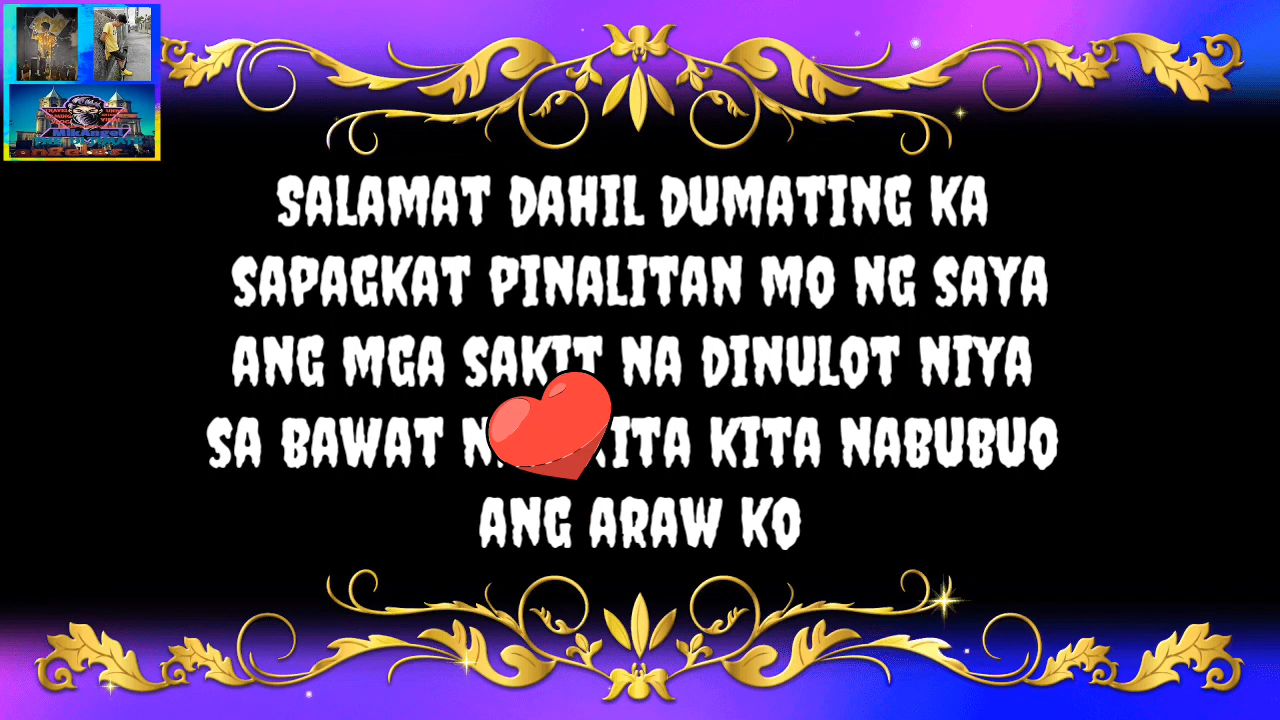 MikAngel
SALAMAT DAHIL DUMATING KA
SAPAGKAT PINALITAN MO NG SAYA
ANG MGA SAKIT NA DINULOT NIYA
SA BAWAT KITA NABUBUO
ANG ARAW KO